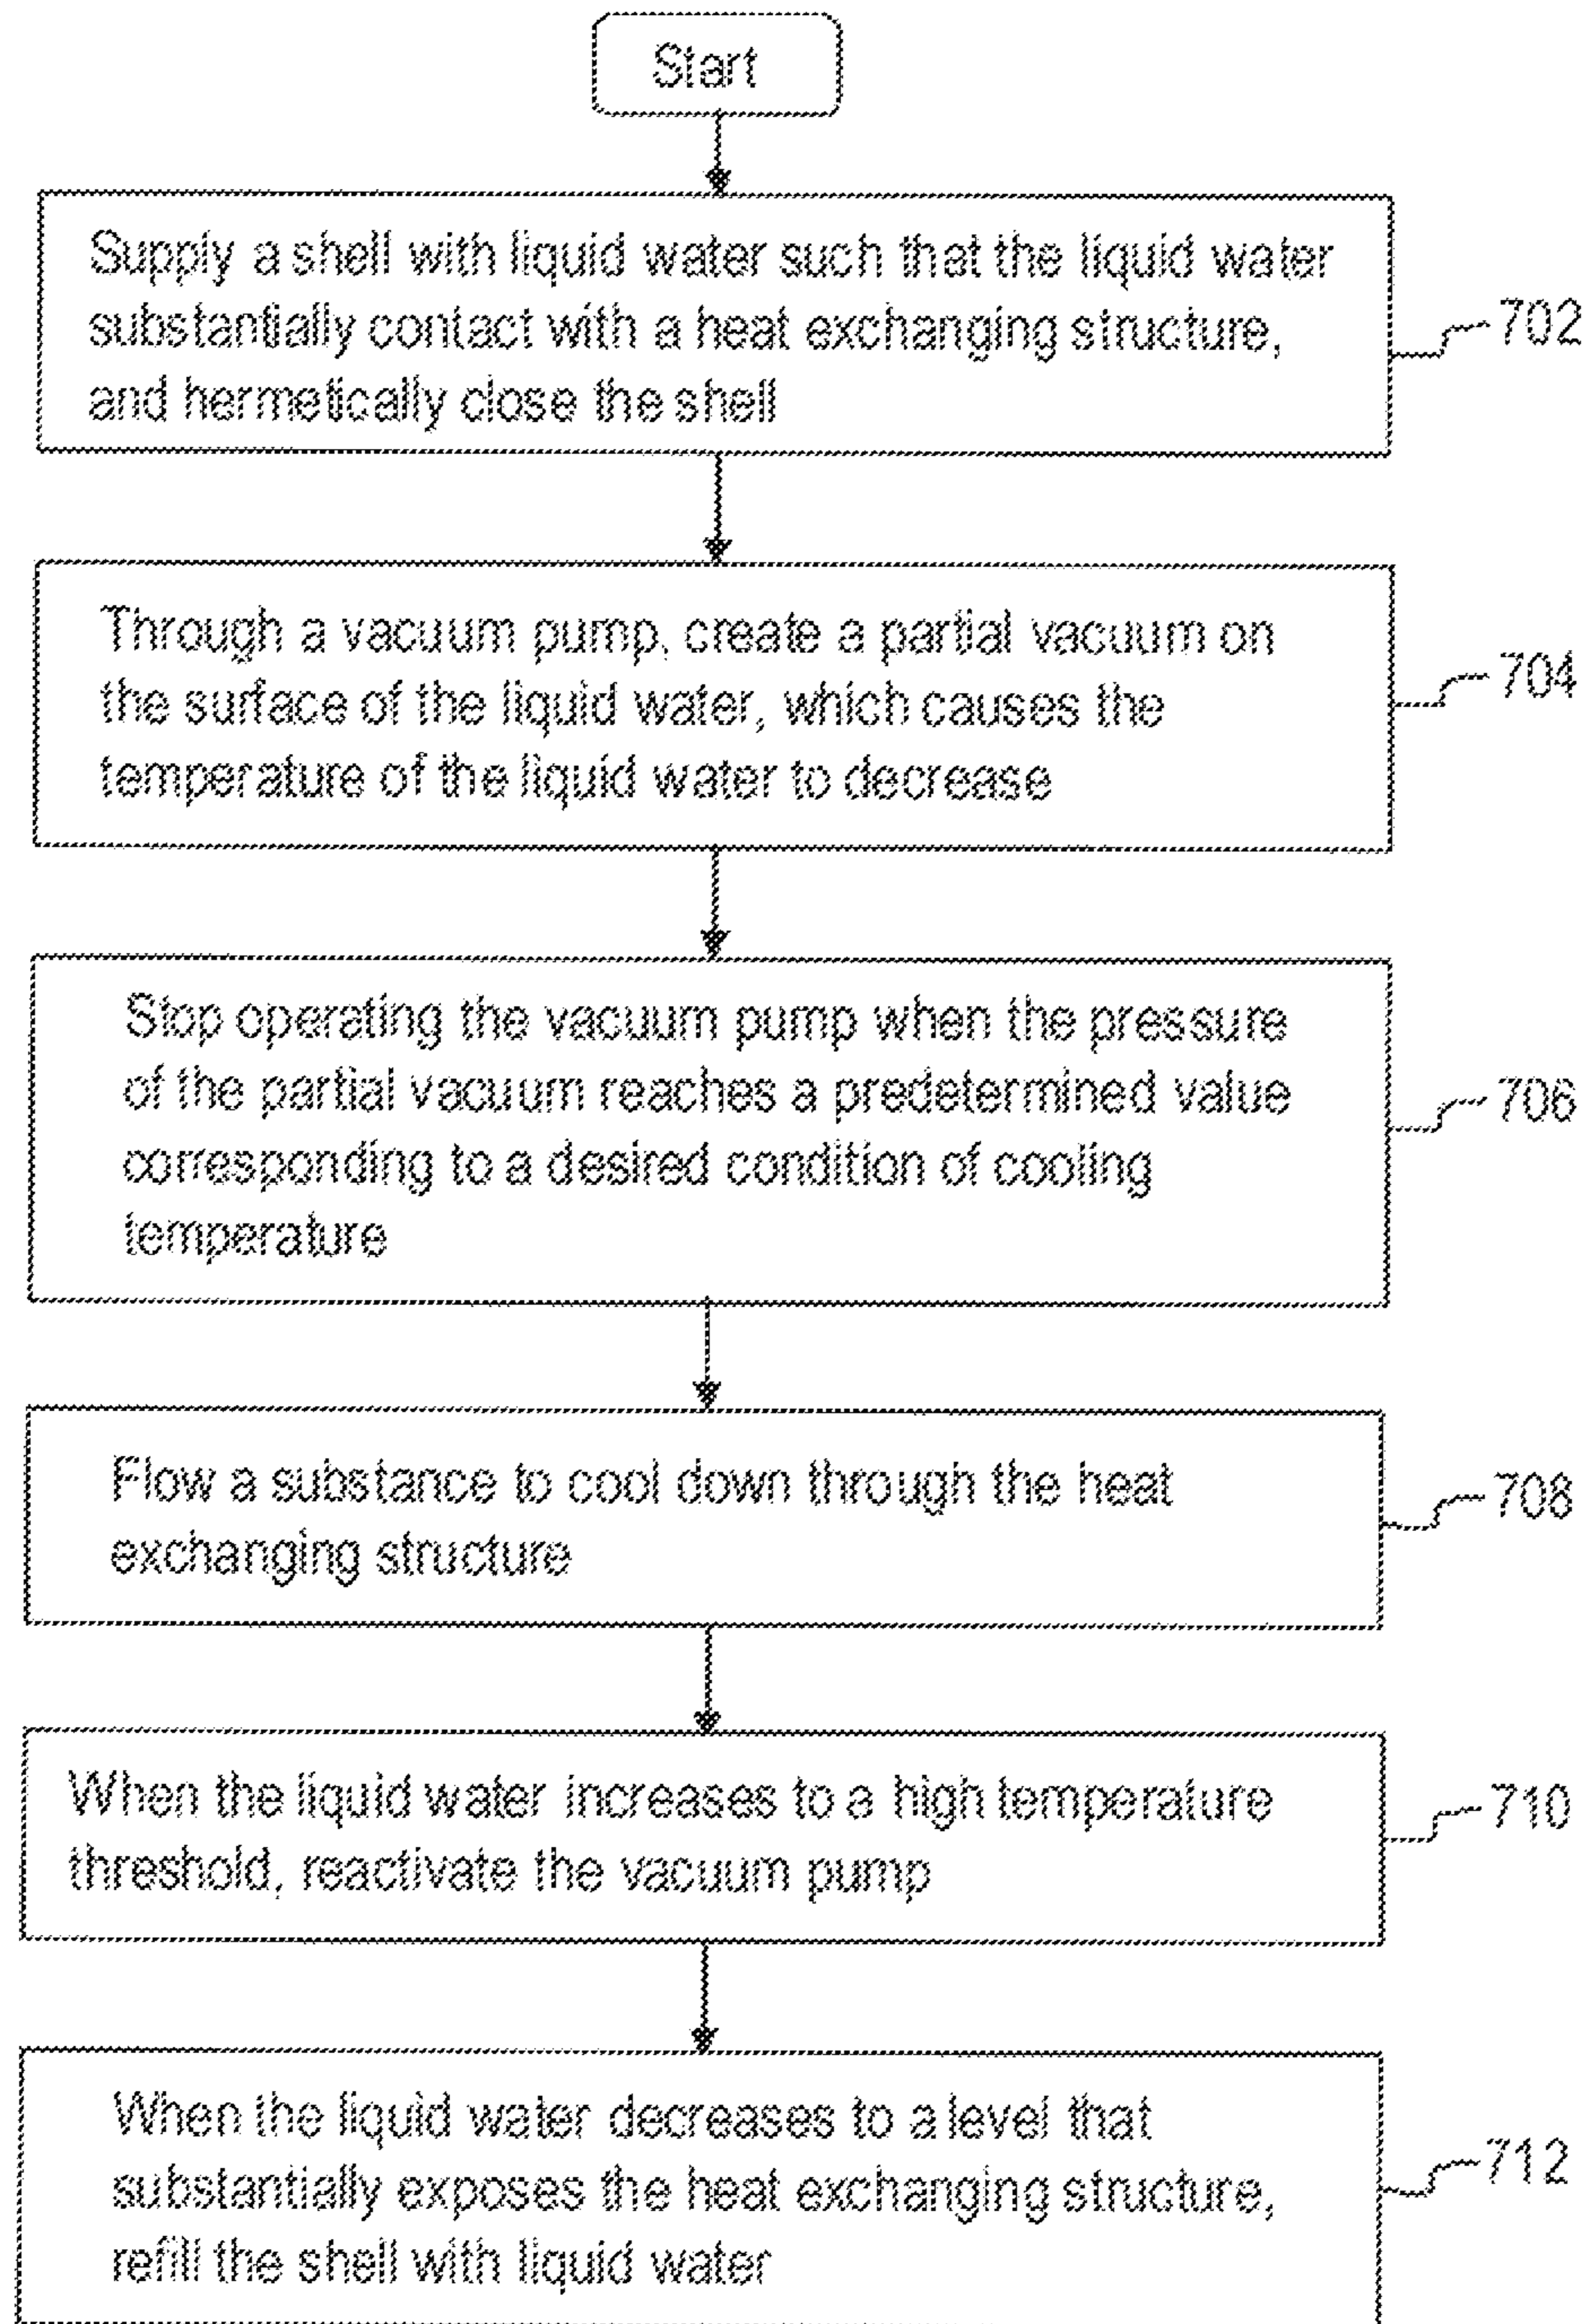 Start
Supply a shell with liquid water such that the liquid water
substantially contact with a heat exchanging structure,
and hermetically close the shell
702
Through a vacuum pump, create a partial vacuum on
the surface of the liquid water, which causes the
temperature of the liquid water to decrease
704
Stop operating the vacuum pump when the pressure
of the partial vacuum reaches a predetermined value
corresponding to a desired condition of cooling
temperature
706
Flow a substance to cool down through the heat
exchanging structure
708
When the liquid water increases to a high temperature
threshold, reactivate the vacuum pump
710
When the liquid water decreases to a level that
substantially exposes the heat exchanging structure,
refill the shell with liquid water
712